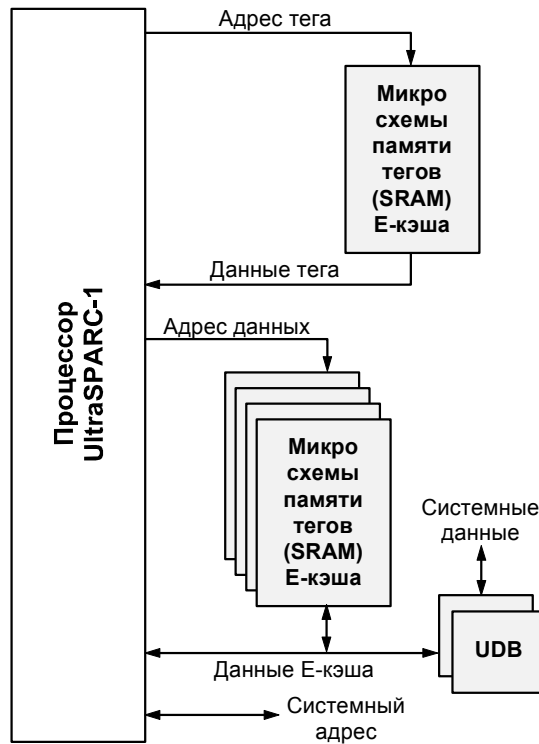 Адрес тега
Микро
схемы
памяти
тегов
(SRAM)
Е-кэша
Данные тега
Процессор
UltraSPARC-1
Адрес данных
Микро
схемы
памяти
тегов
(SRAM)
Е-кэша
Системные
данные
UDB
Данные Е-кэша
Системный
адрес